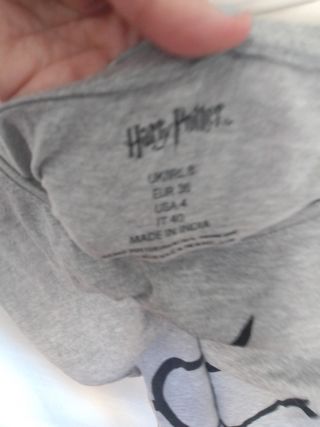 Harry Potter
UK/IRL 8
EUR 36
USA 4
IT 40
MADE IN INDIA